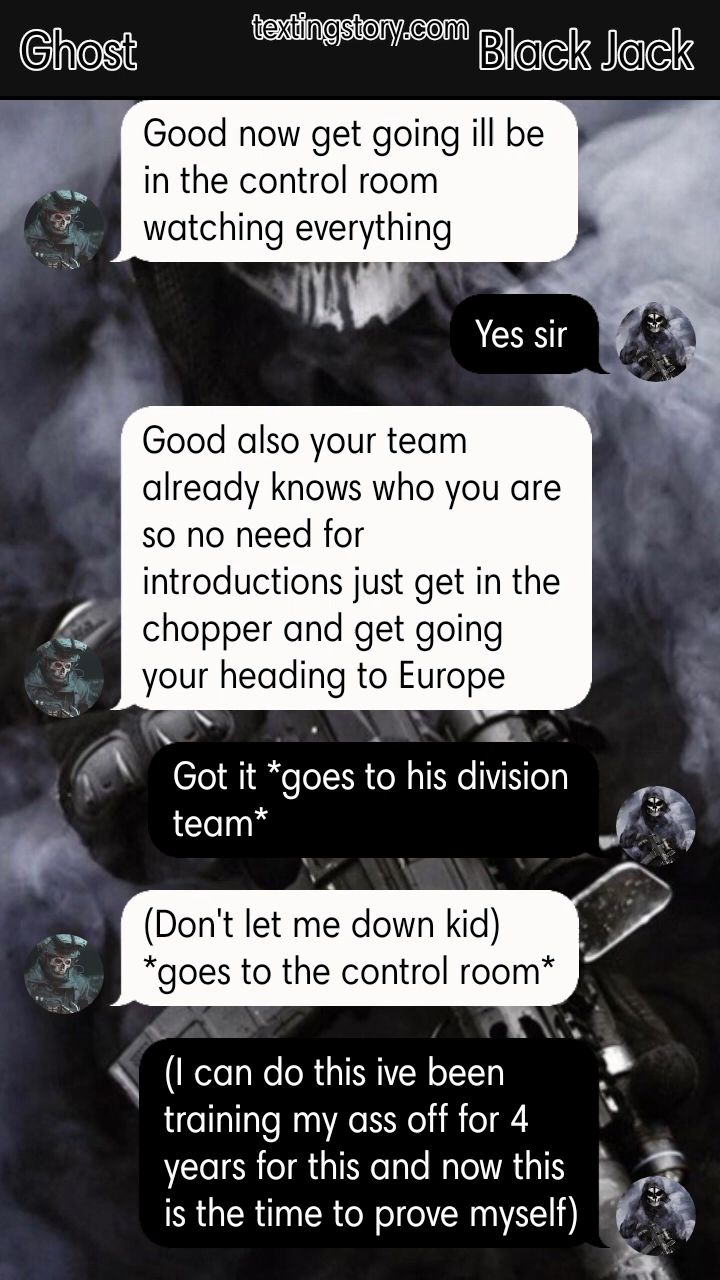 textingstory.com
Ghost
Black Jack
Good now get going ill be
in the control room
watching everything
Yes sir
Good also your team
already knows who you are
so no need for
introductions just get in the
chopper and get going
your heading to Europe
Got it *goes to his division
team*
(Don't let me down kid)
*goes to the control room*
(I can do this ive been
training my ass off for 4
years for this and now this
is the time to prove myself)